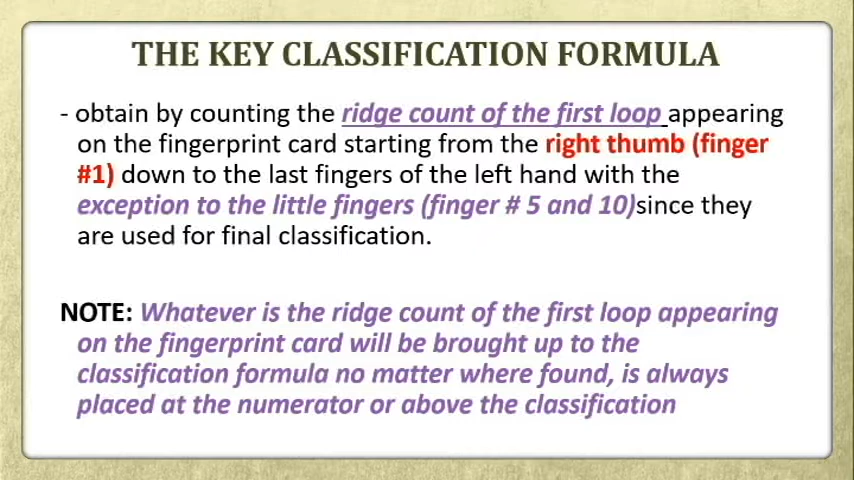 THE KEY CLASSIFICATION FORMULA
- obtain by counting the ridge count of the first loop appearing
on the fingerprint card starting from the right thumb (finger
#1) down to the last fingers of the left hand with the
exception to the little fingers (finger # 5 and 10)since they
are used for final classification.
NOTE: Whatever is the ridge count of the first loop appearing
on the fingerprint card will be brought up to the
classification formula no matter where found, is always
placed at the numerator or above the classification